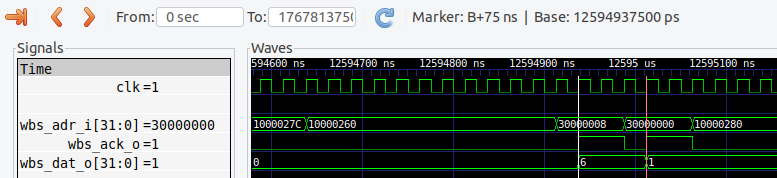 From: 0 sec To: 1767813750 Marker: B+75 ns | Base: 12594937500 ps
Signals Waves
Time 594600 ns 12594700 ns 12594800 ns 12594900 ns 12595 us 12595100 ns
clk=1
wbs_adr_i[31:0]=30000000 1000027C 10000260 30000008 30000000 10000280
wbs_ack_o=1
wbs_dat_o[31:0]=1 0 6 1